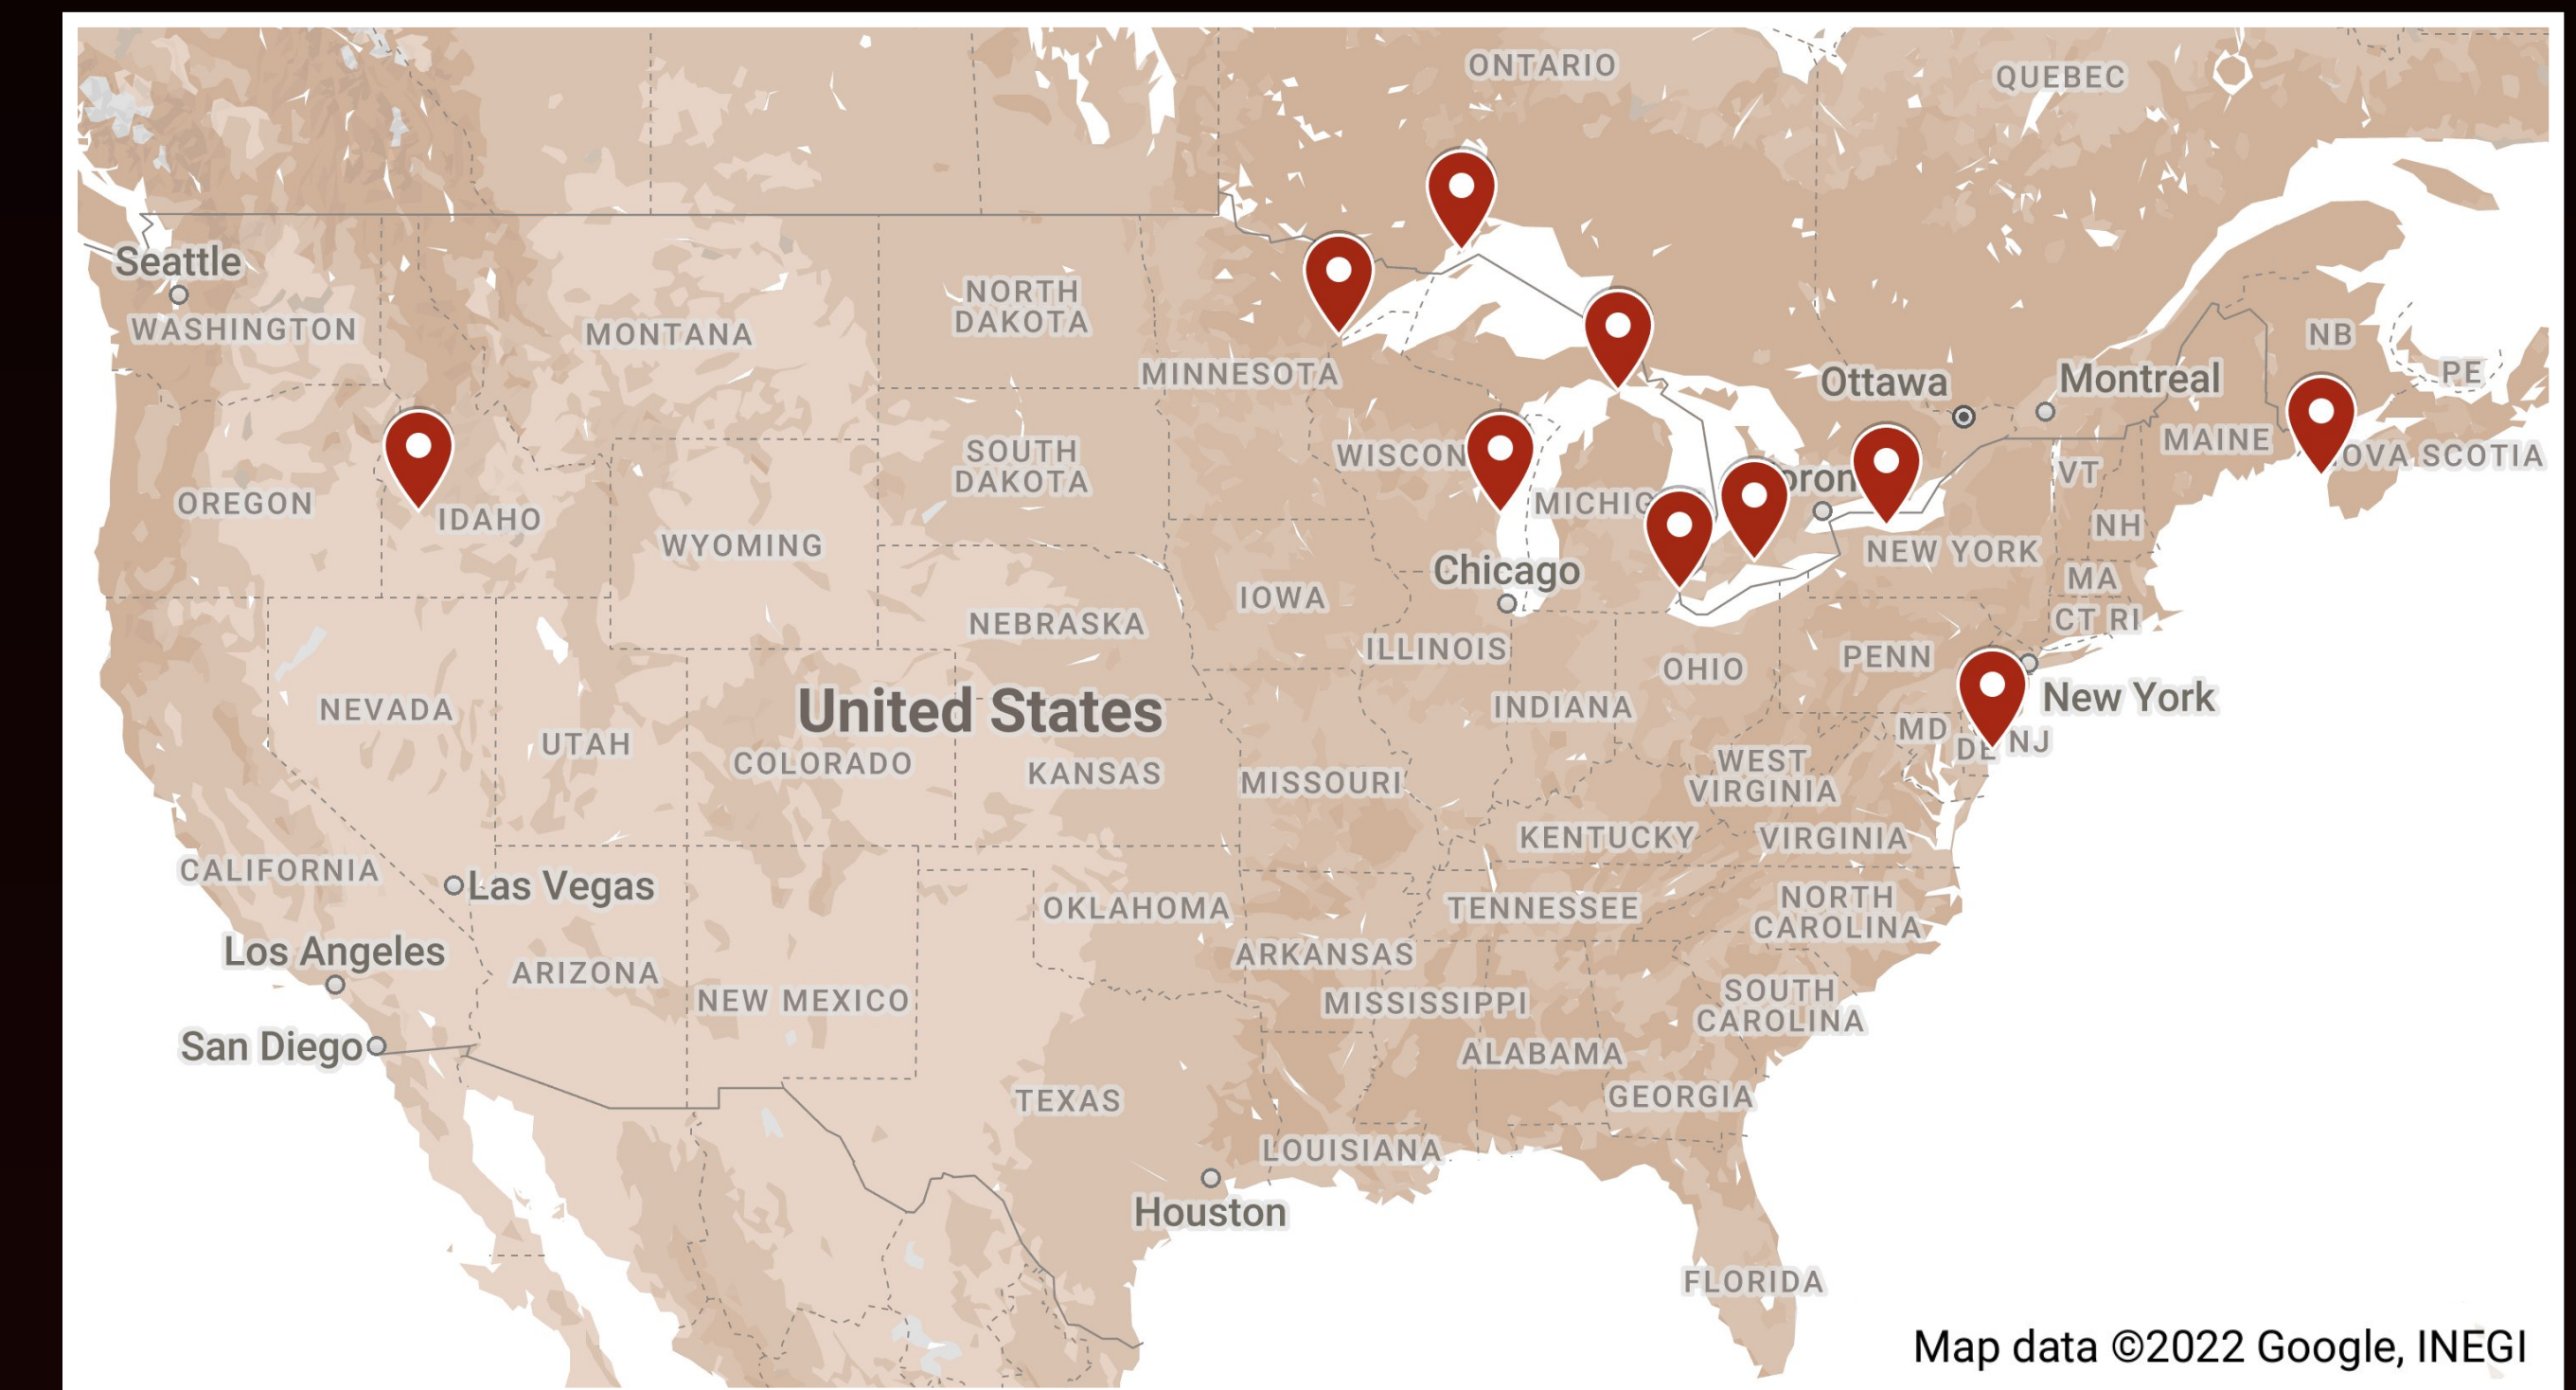 ONTARIO
QUEBEC
Seattle
WASHINGTON
MONTANA
NORTH
DAKOTA
MINNESOTA
Ottawa
Montreal
NB
PE
MAINE
OREGON
IDAHO
SOUTH
DAKOTA
WISCON
MICHIG
oron
VT
OVA SCOTIA
NH
WYOMING
NEW YORK
Chicago
MA
CT RI
IOWA
NEBRASKA
ILLINOIS
OHIO
PENN
NEVADA
United States
INDIANA
New York
UTAH
COLORADO
KANSAS
MISSOURI
WEST
VIRGINIA
MD
DE
NJ
KENTUCKY
VIRGINIA
CALIFORNIA
Las Vegas
OKLAHOMA
TENNESSEE
NORTH
CAROLINA
Los Angeles
ARIZONA
NEW MEXICO
ARKANSAS
MISSISSIPPI
SOUTH
CAROLINA
San Diego
ALABAMA
TEXAS
GEORGIA
LOUISIANA
Houston
FLORIDA
Map data ©2022 Google, INEGI